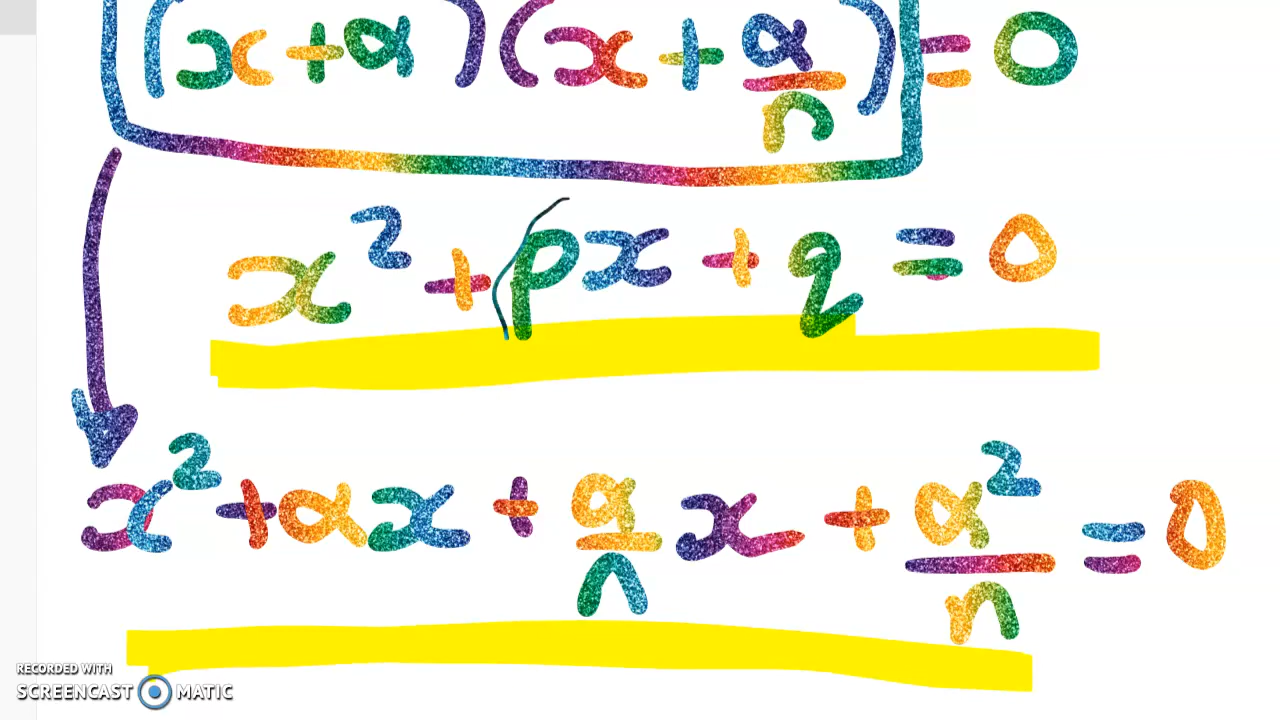 (x+α)(x+α/n)=0
x²+px+q=0
x²+αx+α/n x+α²/n=0
RECORDED WITH
SCREENCAST MATIC